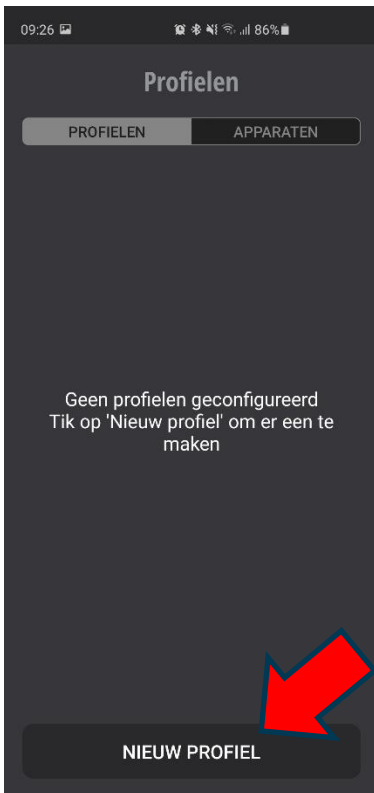 09:26 86%
Profielen
PROFIELEN APPARATEN
Geen profielen geconfigureerd
Tik op 'Nieuw profiel' om er een te
maken
NIEUW PROFIEL